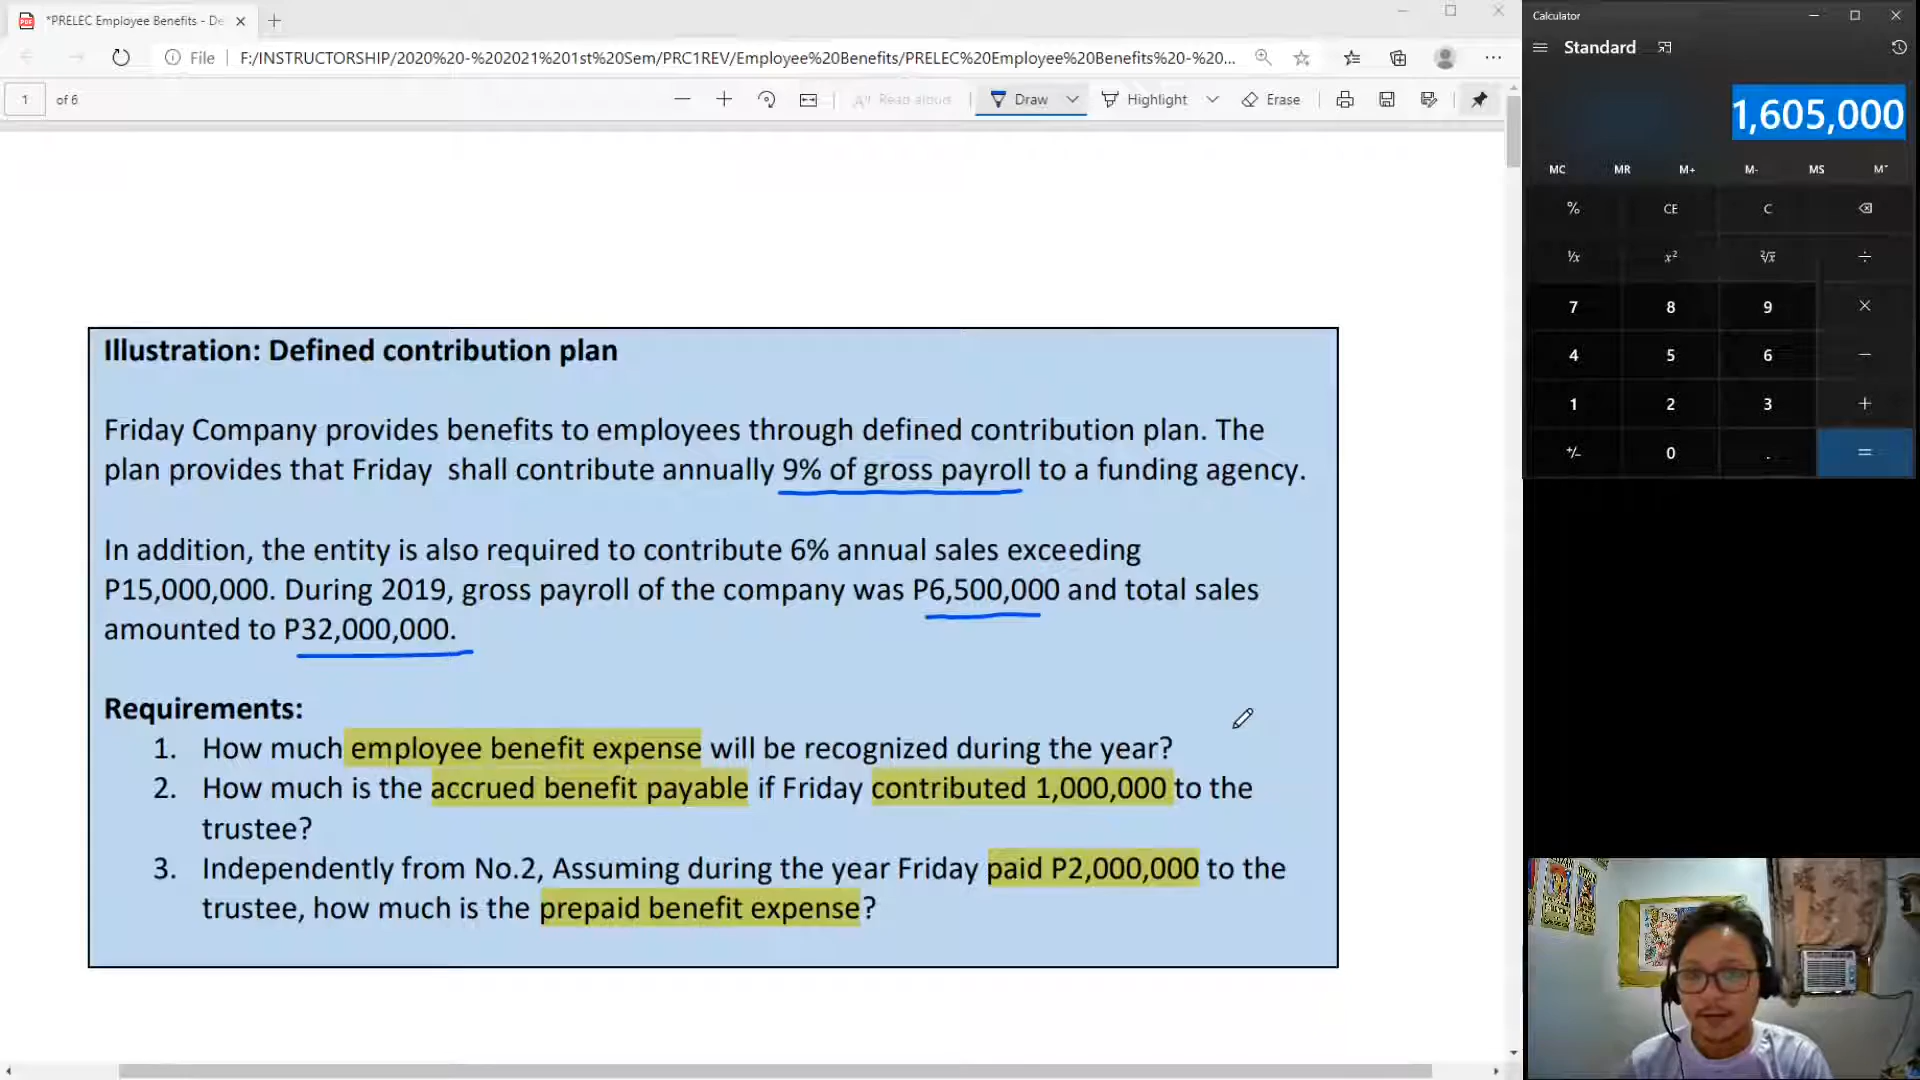 *PRELEC Employee Benefits - De
File
F:/INSTRUCTORSHIP/2020%20-%202021%201st%20Sem/PRC1REV/Employee%20Benefits/PRELEC%20Employee%20Benefits%20-%20...
1 of 6
Read aloud
Draw
Highlight
Erase
Illustration: Defined contribution plan
Friday Company provides benefits to employees through defined contribution plan. The
plan provides that Friday shall contribute annually 9% of gross payroll to a funding agency.
In addition, the entity is also required to contribute 6% annual sales exceeding
P15,000,000. During 2019, gross payroll of the company was P6,500,000 and total sales
amounted to P32,000,000.
Requirements:
1. How much employee benefit expense will be recognized during the year?
2. How much is the accrued benefit payable if Friday contributed 1,000,000 to the
trustee?
3. Independently from No.2, Assuming during the year Friday paid P2,000,000 to the
trustee, how much is the prepaid benefit expense?
Calculator
Standard
1,605,000
MC MR M+ M- MS M˅
% CE C
⅟x x² ²√x ÷
7 8 9 ×
4 5 6 −
1 2 3 +
+/- 0 . =